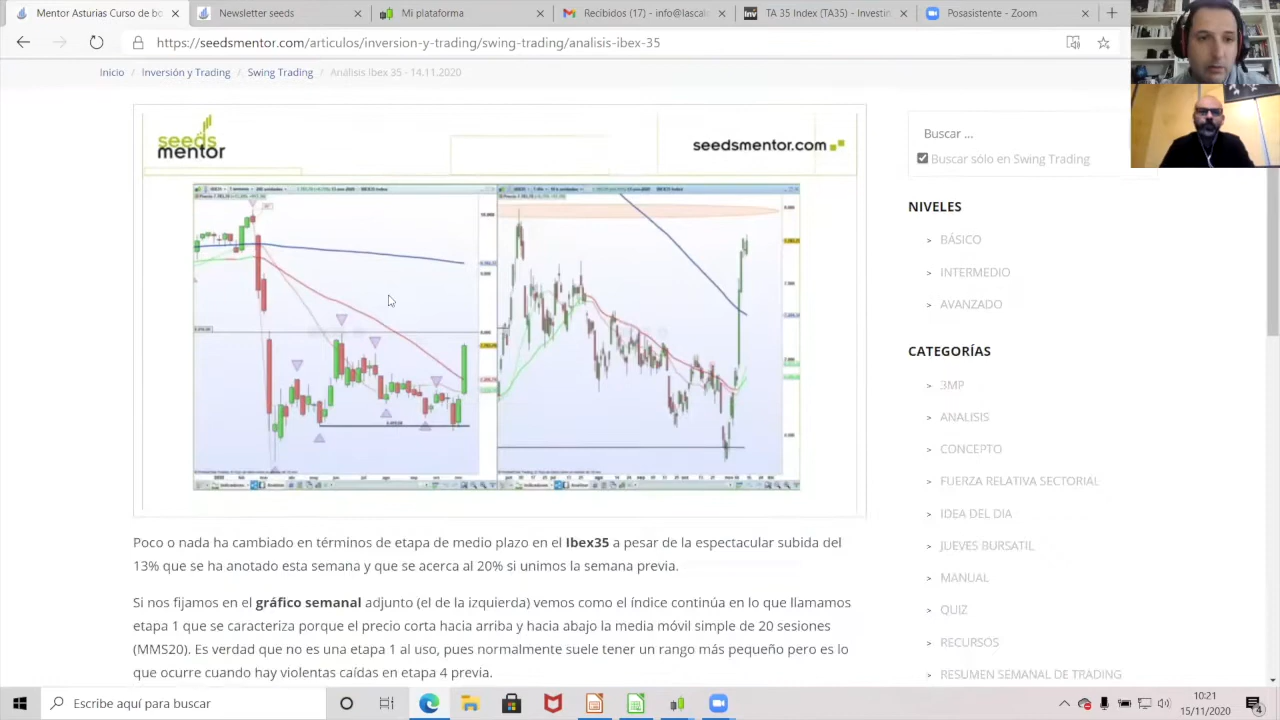 Menú Cursos de Autor
Newsletter
Mi plataforma
Recibidos (17) - info@lascab
TA 35 Index (TA35) - Investin
Posasistente - Zoom
https://seedsmentor.com/articulos/inversion-y-trading/swing-trading/analisis-ibex-35
Inicio / Inversión y Trading / Swing Trading / Análisis Ibex 35 - 14.11.2020
seeds
mentor
seedsmentor.com
Poco o nada ha cambiado en términos de etapa de medio plazo en el Ibex35 a pesar de la espectacular subida del
13% que se ha anotado esta semana y que se acerca al 20% si unimos la semana previa.
Si nos fijamos en el gráfico semanal adjunto (el de la izquierda) vemos como el índice continúa en lo que llamamos
etapa 1 que se caracteriza porque el precio corta hacia arriba y hacia abajo la media móvil simple de 20 sesiones
(MMS20). Es verdad que no es una etapa 1 al uso, pues normalmente suele tener un rango más pequeño pero es lo
que ocurre cuando hay violentas caídas en etapa 4 previa.
Buscar ...
Buscar sólo en Swing Trading
NIVELES
> BÁSICO
> INTERMEDIO
> AVANZADO
CATEGORÍAS
> 3MP
> ANALISIS
> CONCEPTO
> FUERZA RELATIVA SECTORIAL
> IDEA DEL DIA
> JUEVES BURSATIL
> MANUAL
> QUIZ
> RECURSOS
> RESUMEN SEMANAL DE TRADING
Escribe aquí para buscar
10:21
15/11/2020
4